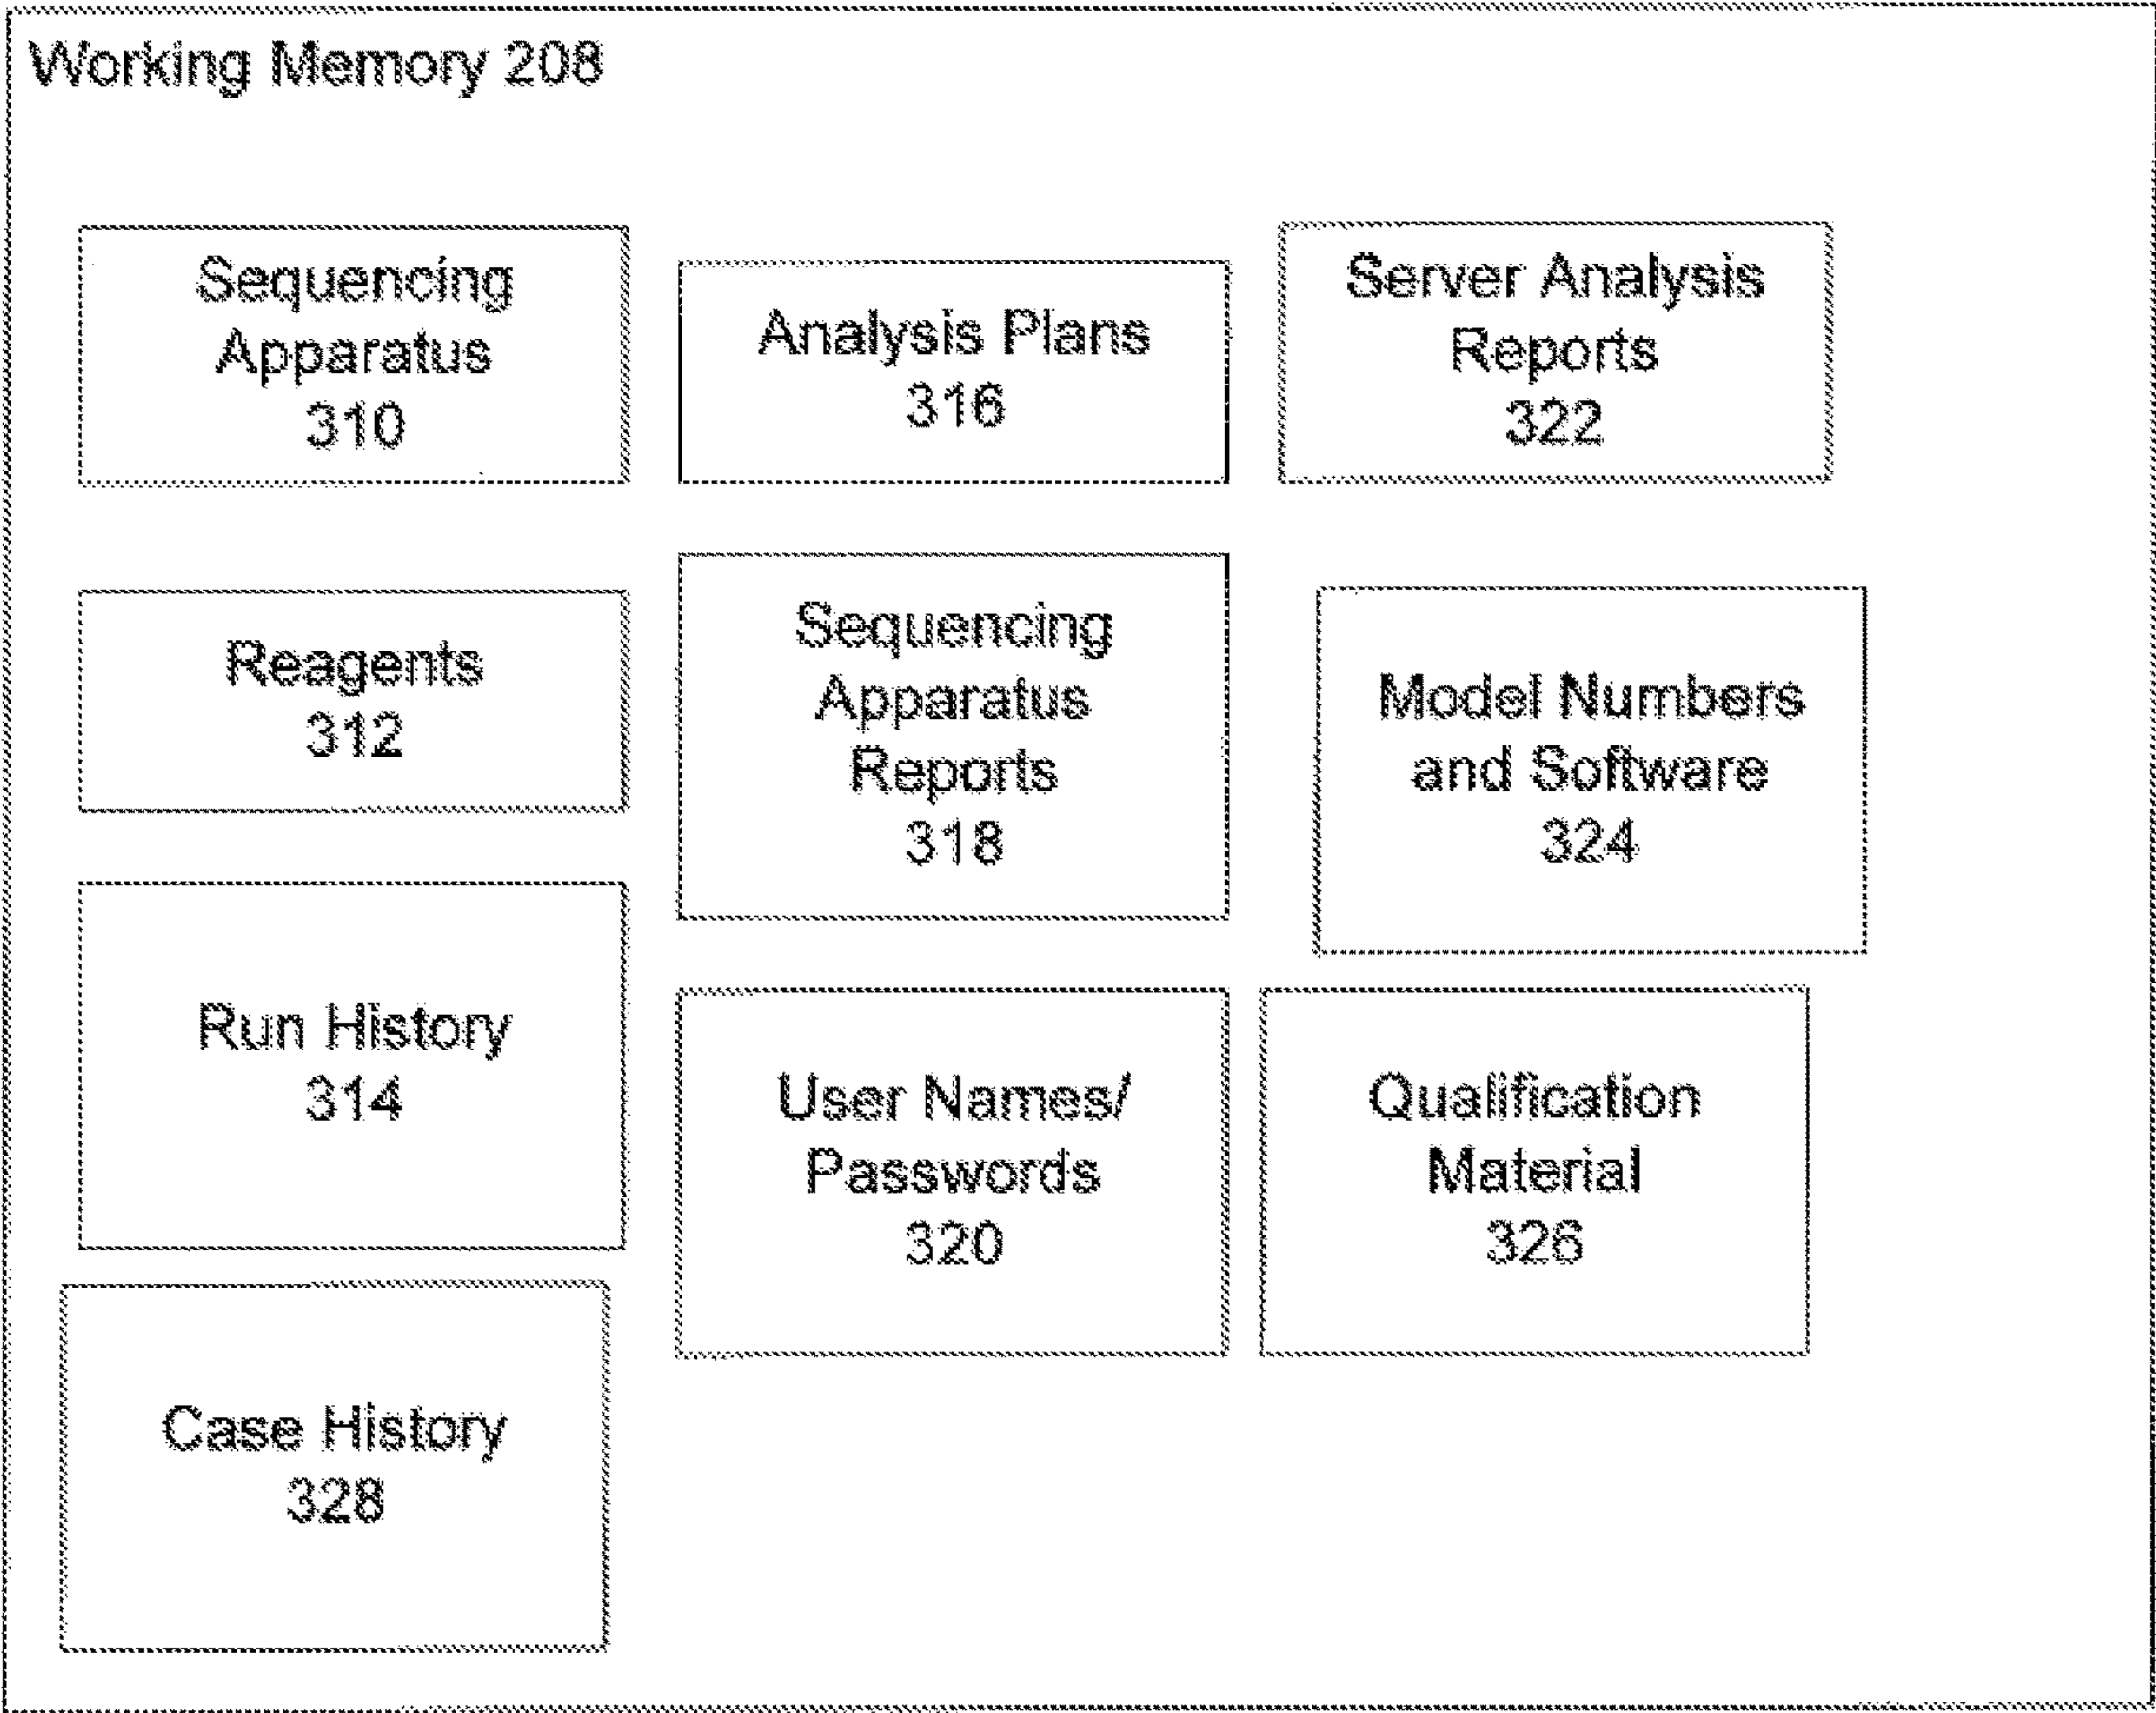 Working Memory 208
Sequencing
Apparatus
310
Analysis Plans
316
Server Analysis
Reports
322
Reagents
312
Sequencing
Apparatus
Reports
318
Model Numbers
and Software
324
Run History
314
User Names/
Passwords
320
Qualification
Material
326
Case History
328